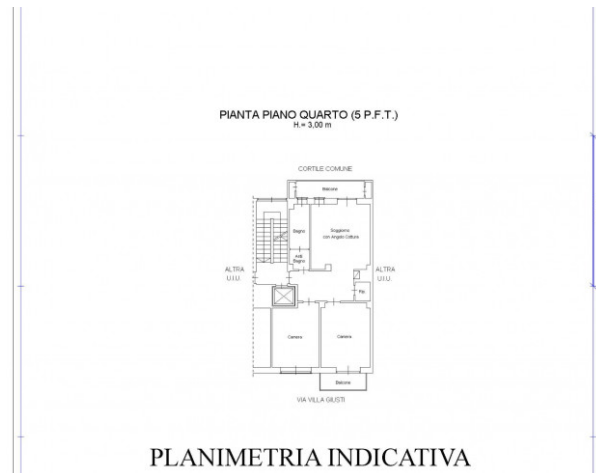 PIANTA PIANO QUARTO (5 P.F.T.)
H.= 3,00 m
CORTILE COMUNE
Balcone
Bagno
Soggiorno
con Angolo Cottura
Anti
Bagno
ALTRA
U.I.U.
ALTRA
U.I.U.
Rip.
Camera
Camera
Balcone
VIA VILLA GIUSTI
PLANIMETRIA INDICATIVA